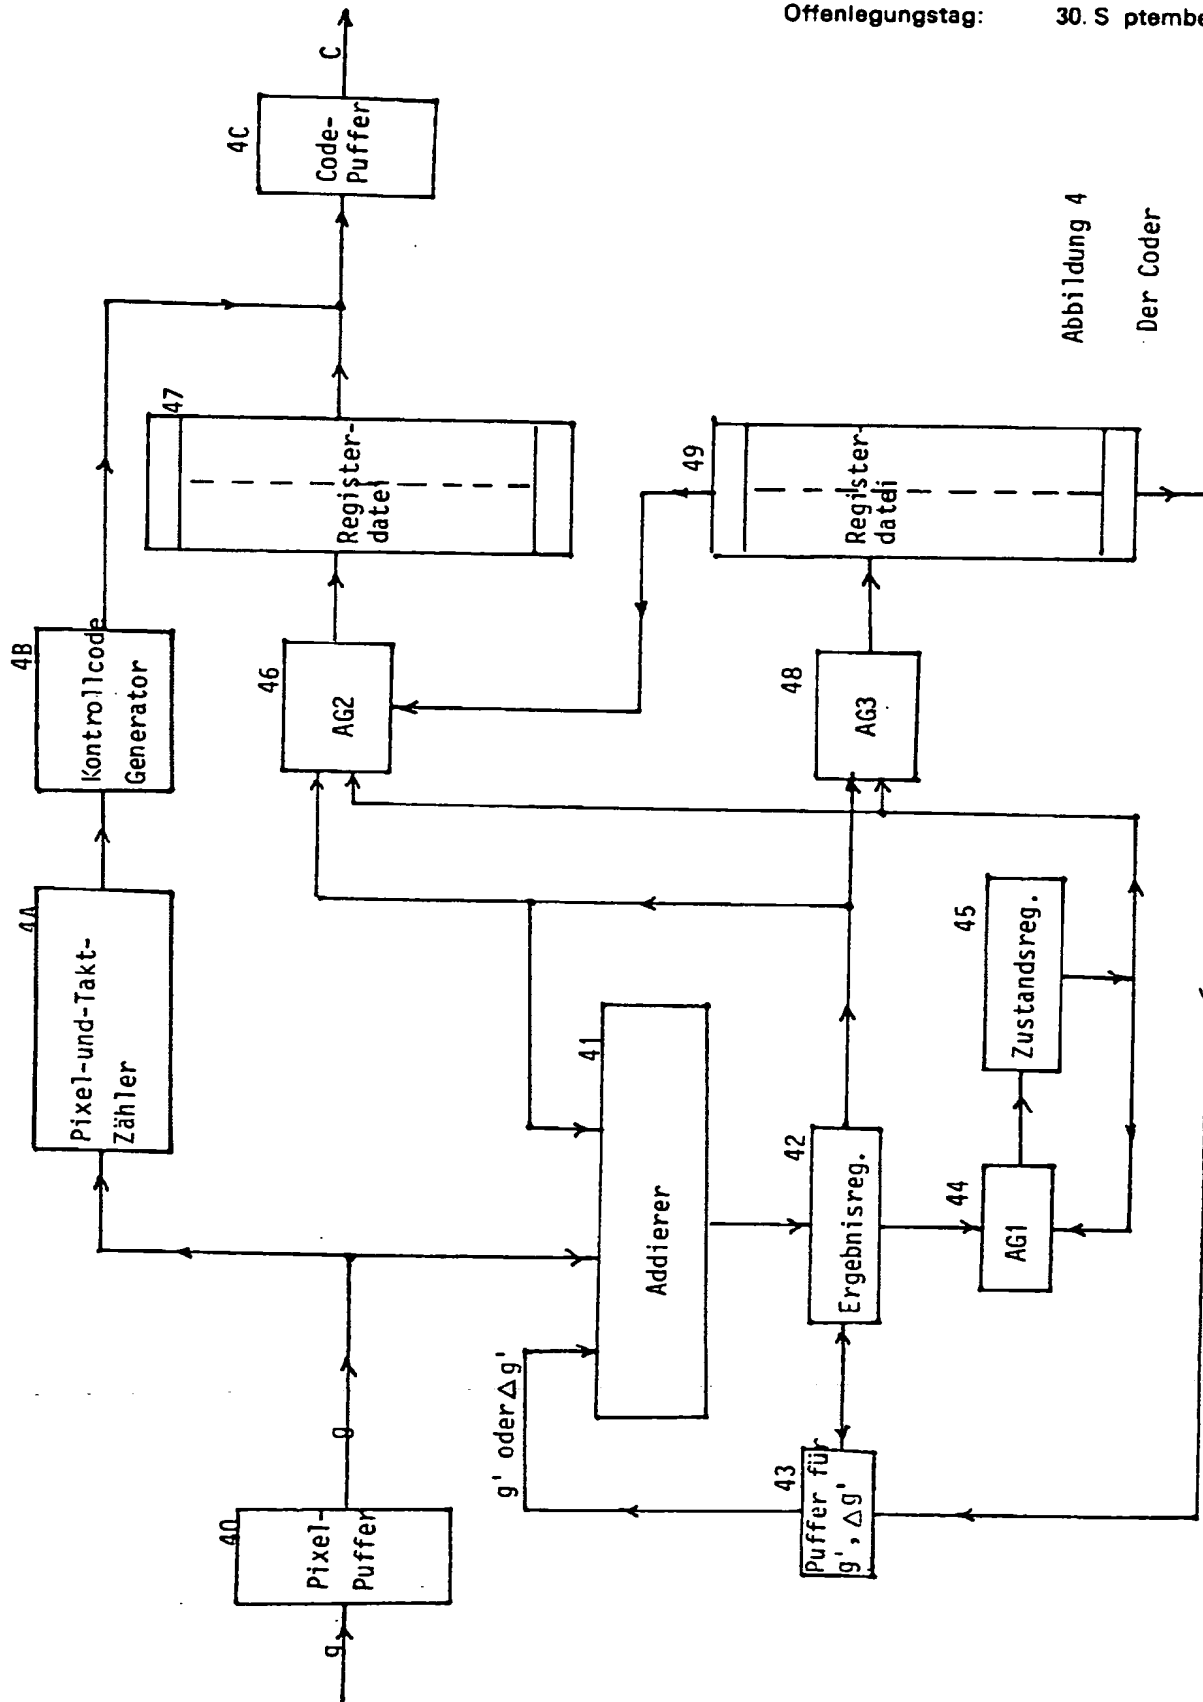 Offenlegungstag: 30. S ptembe
g
40
Pixel-
Puffer
g
4A
Pixel-und-Takt-
Zähler
4B
Kontrollcode
Generator
4C
Code-
Puffer
C
g' oder Δg'
41
Addierer
46
AG2
47
Register-
datei
43
Puffer für
g', Δg'
42
Ergebnisreg.
44
AG1
45
Zustandsreg.
48
AG3
49
Register-
datei
Abbildung 4
Der Coder